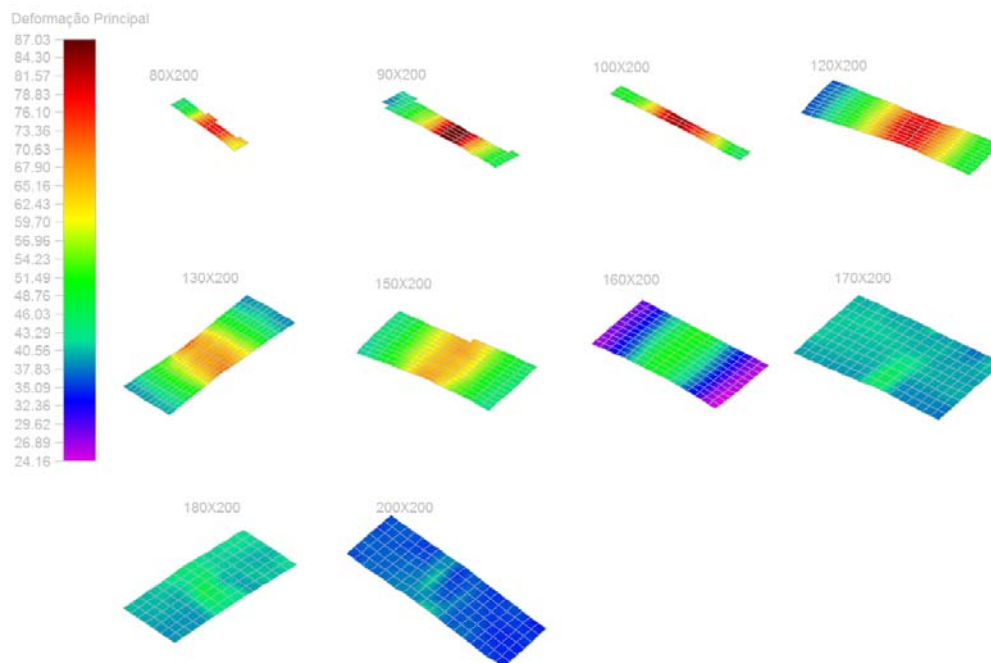 Deformação Principal
87.03
84.30
81.57
78.83
76.10
73.36
70.63
67.90
65.16
62.43
59.70
56.96
54.23
51.49
48.76
46.03
43.29
40.56
37.83
35.09
32.36
29.62
26.89
24.16
80X200
90X200
100X200
120X200
130X200
150X200
160X200
170X200
180X200
200X200